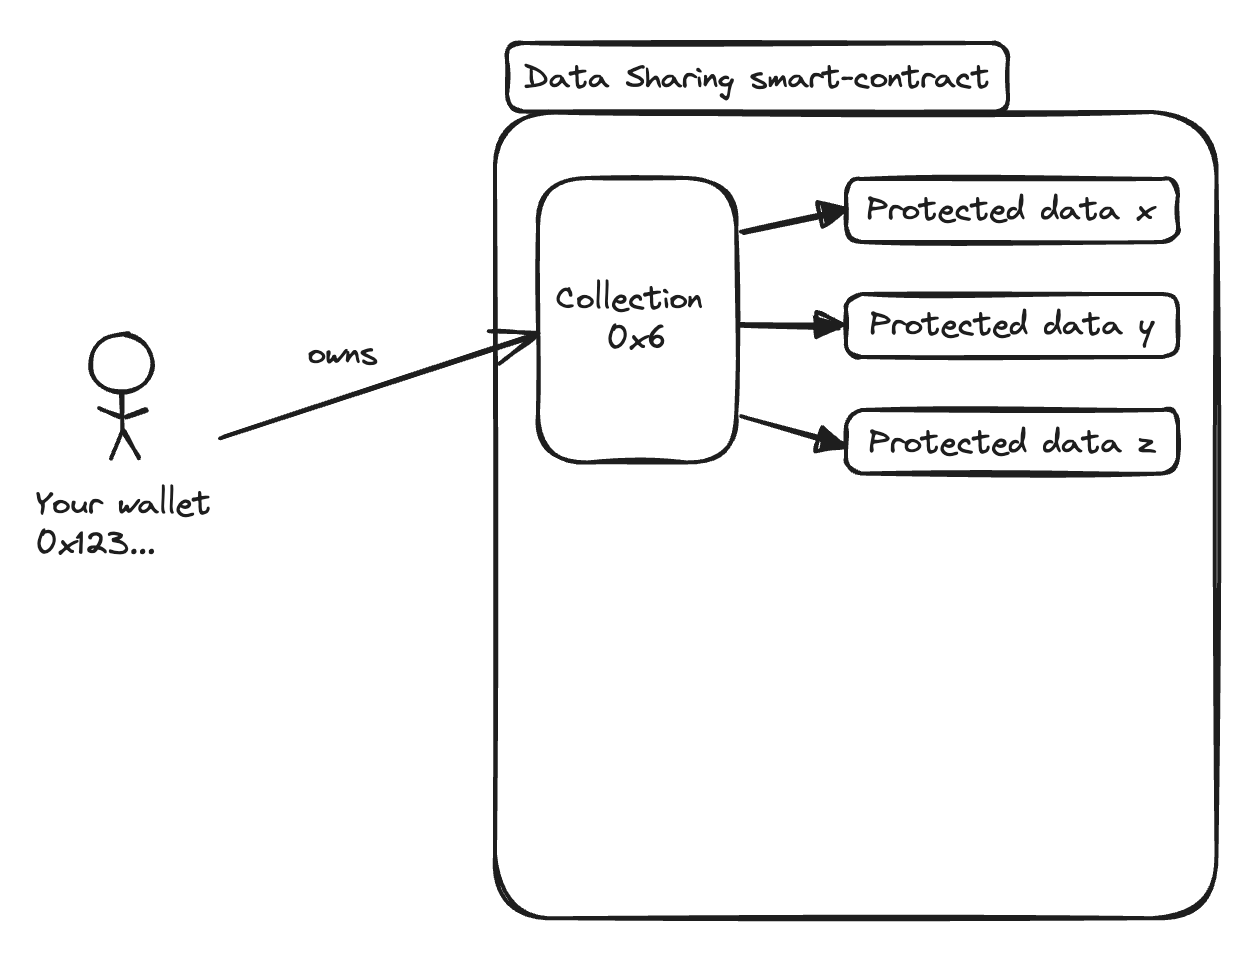 Data Sharing smart-contract
Protected data x
Collection
0x6
Protected data y
owns
Protected data z
Your wallet
0x123...